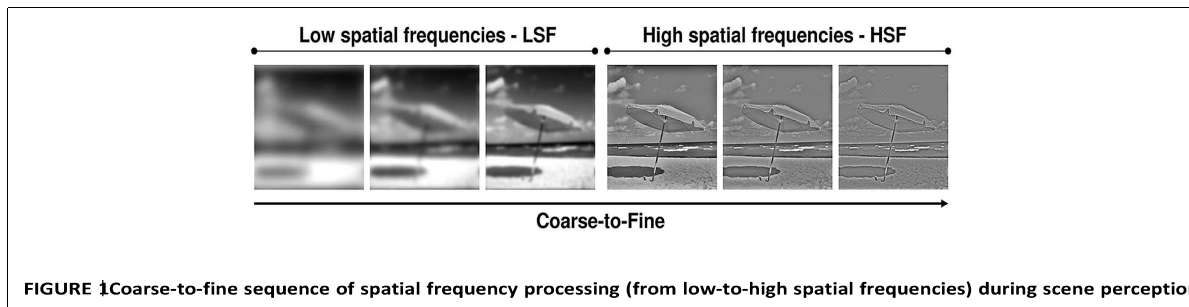 Low spatial frequencies - LSF
High spatial frequencies - HSF
Coarse-to-Fine
FIGURE 1Coarse-to-fine sequence of spatial frequency processing (from low-to-high spatial frequencies) during scene perception